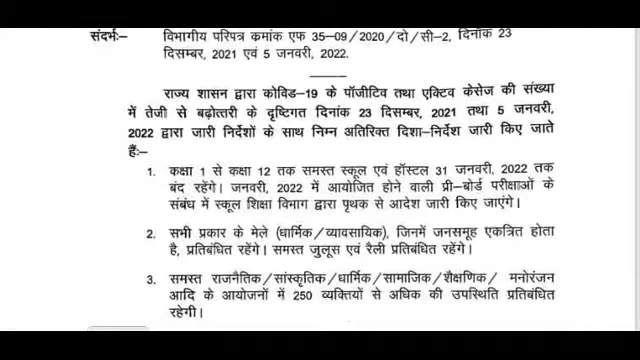 संदर्भः– विभागीय परिपत्र क्रमांक एफ 35–09/2020/दो/सी–2, दिनॉक 23
दिसम्बर, 2021 एवं 5 जनवरी, 2022.
राज्य शासन द्वारा कोविड–19 के पॉजीटिव तथा एक्टिव केसेज की संख्या
में तेजी से बढ़ोत्तरी के दृष्टिगत दिनांक 23 दिसम्बर, 2021 तथा 5 जनवरी,
2022 द्वारा जारी निर्देशों के साथ निम्न अतिरिक्त दिशा–निर्देश जारी किए जाते
हैः–
1. कक्षा 1 से कक्षा 12 तक समस्त स्कूल एवं हॉस्टल 31 जनवरी, 2022 तक
बंद रहेंगे। जनवरी, 2022 में आयोजित होने वाली प्री–बोर्ड परीक्षाओं के
संबंध में स्कूल शिक्षा विभाग द्वारा पृथक से आदेश जारी किए जाएंगे।
2. सभी प्रकार के मेले (धार्मिक/व्यावसायिक), जिनमें जनसमूह एकत्रित होता
है, प्रतिबंधित रहेंगे। समस्त जुलूस एवं रैली प्रतिबंधित रहेंगे।
3. समस्त राजनैतिक/सांस्कृतिक/धार्मिक/सामाजिक/शैक्षणिक/ मनोरंजन
आदि के आयोजनों में 250 व्यक्तियों से अधिक की उपस्थिति प्रतिबंधित
रहेगी।